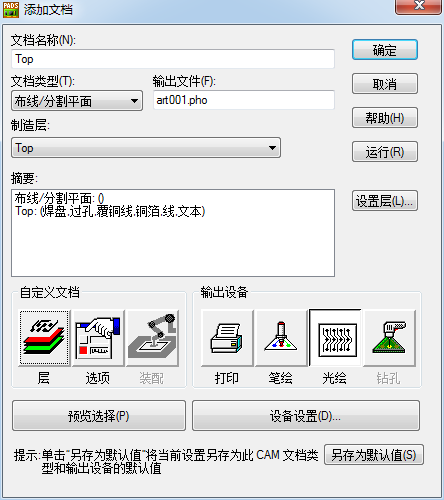 PADS 添加文档
文档名称(N):
Top
确定
文档类型(T):
输出文件(F):
取消
布线/分割平面
art001.pho
帮助(H)
制造层:
Top
运行(R)
摘要:
布线/分割平面: ()
Top: (焊盘,过孔,覆铜线,铜箔,线,文本)
设置层(L)...
自定义文档
输出设备
层
选项
装配
打印
笔绘
光绘
钻孔
预览选择(P)
设备设置(D)...
提示: 单击"另存为默认值"将当前设置另存为此 CAM 文档类
型和输出设备的默认值
另存为默认值(S)